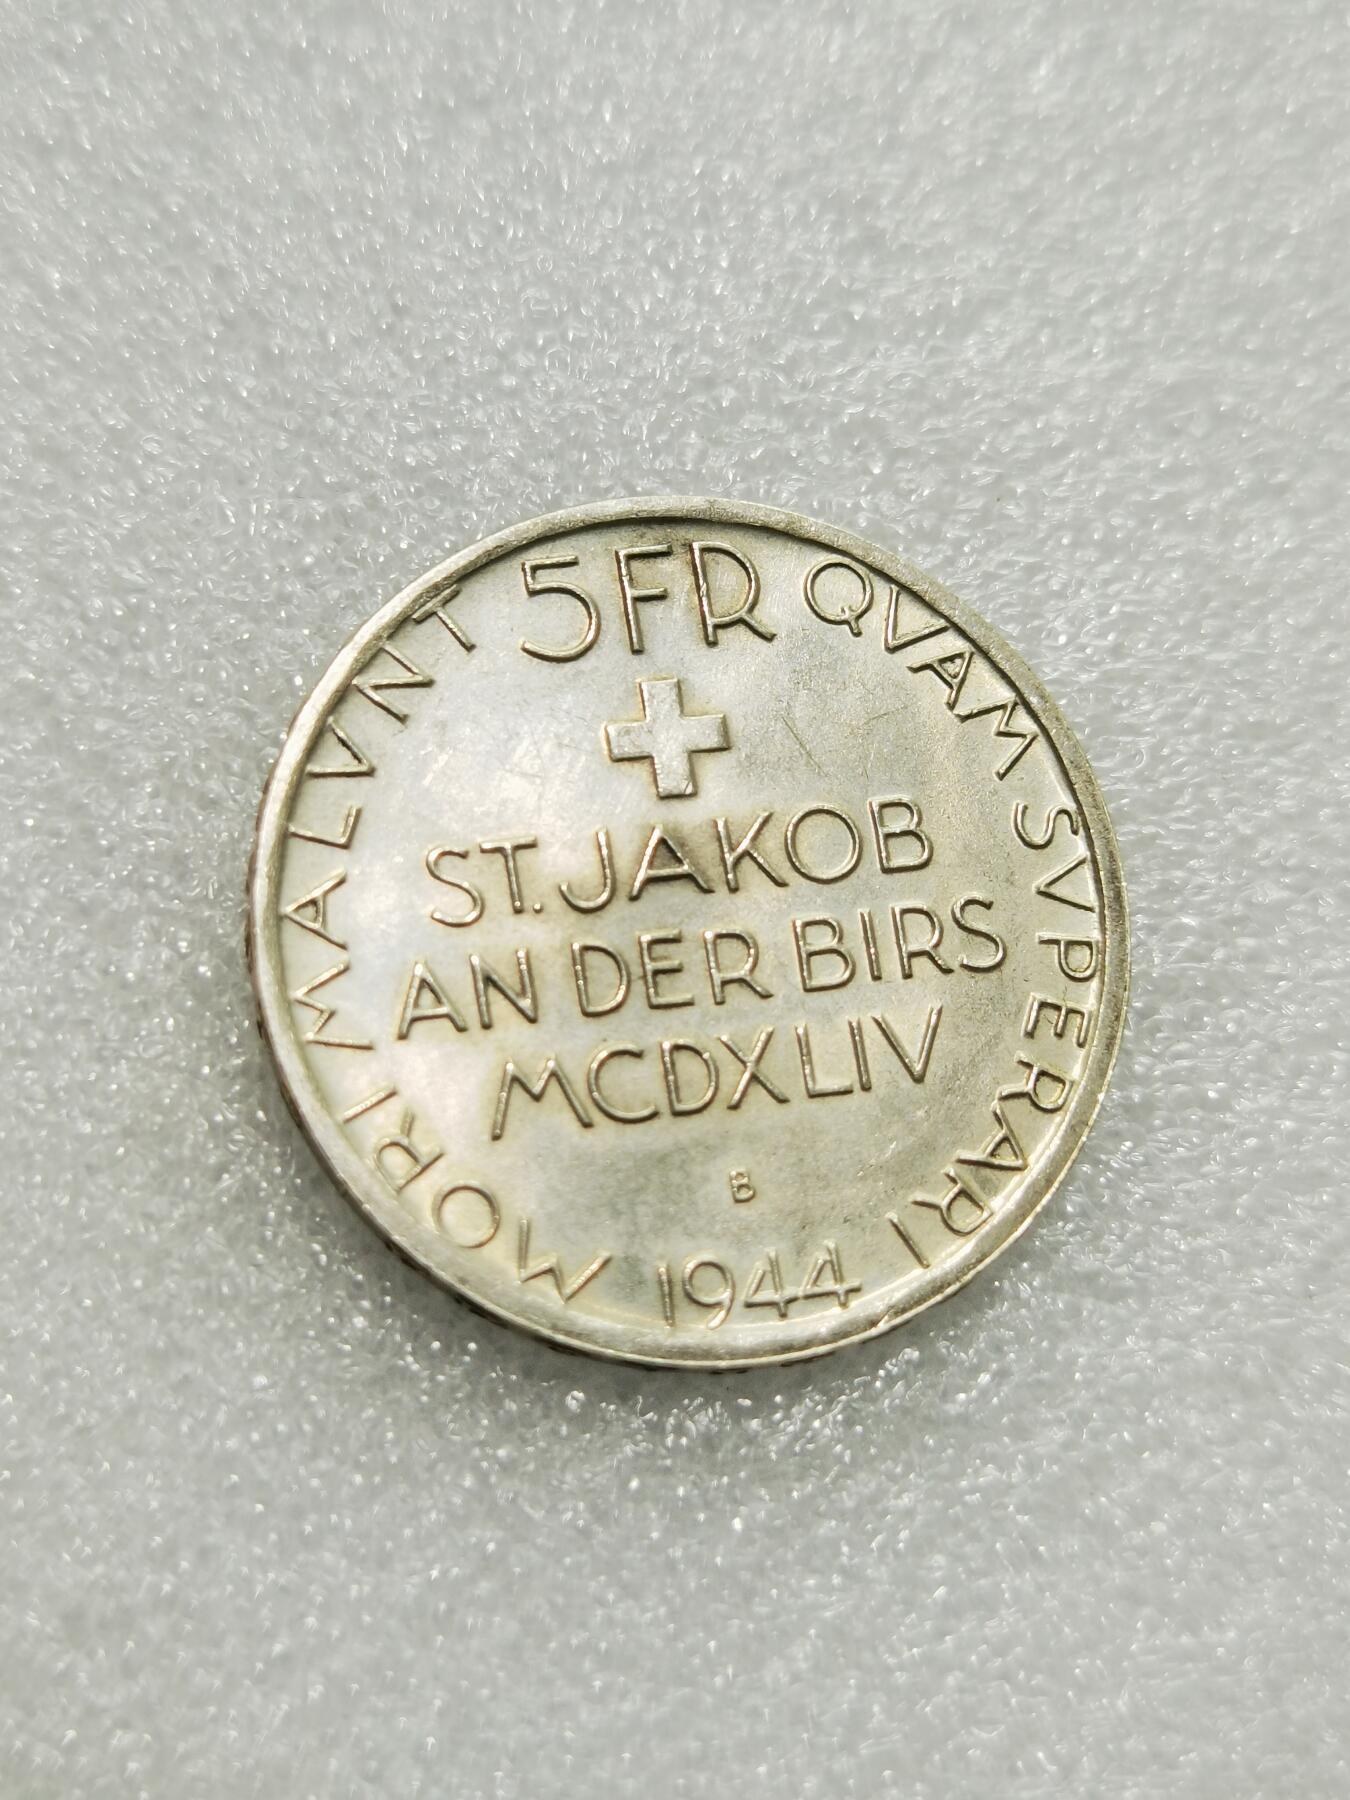 MORI MALVNT 5FR QVAM SVPERARI
ST. JAKOB
AN DER BIRS
MCDXLIV
B
1944